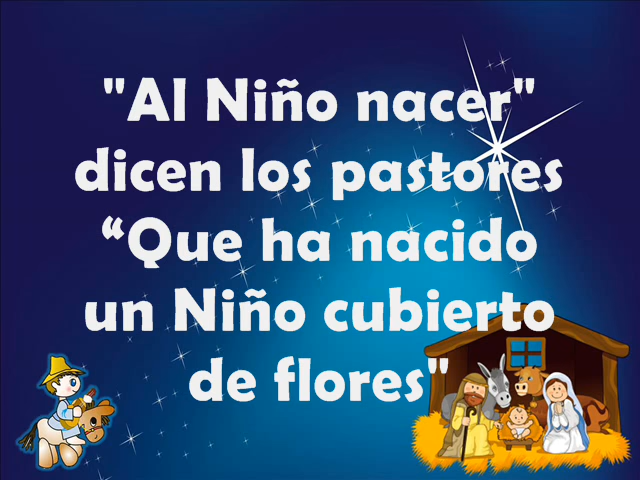 "Al Niño nacer"
dicen los pastores
“Que ha nacido
un Niño cubierto
de flores"